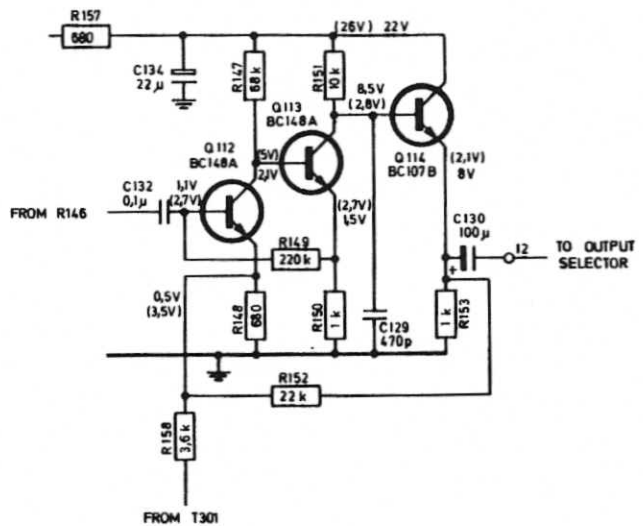 R157
680
(26V) 22V
C134
22 µ
R147
68k
R151
10k
Q113
BC148A
8,5V
(2,8V)
Q112
BC148A
(5V)
2,1V
Q114
BC107B
(2,1V)
8V
C132
0,1µ
1,1V
(2,7V)
FROM R146
(2,7V)
1,5V
C130
100µ
12
TO OUTPUT
SELECTOR
R149
220k
+
0,5V
(3,5V)
R148
680
R150
1k
C129
470p
R153
1k
R152
22 k
R158
3,6k
FROM T301